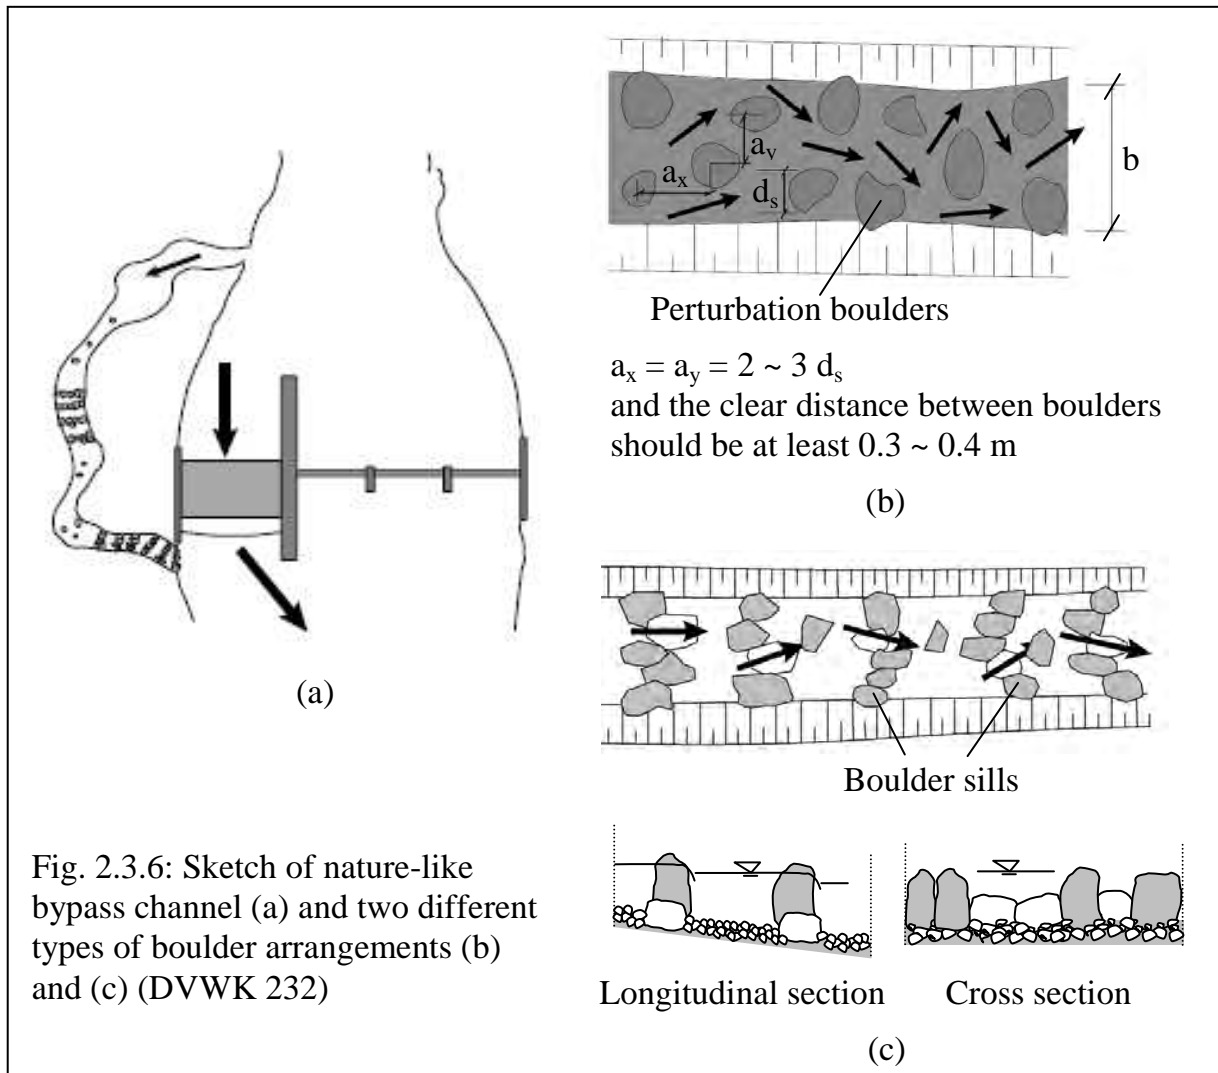 a_y
a_x
d_s
b
Perturbation boulders
a_x = a_y = 2 ~ 3 d_s
and the clear distance between boulders
should be at least 0.3 ~ 0.4 m
(b)
(a)
Boulder sills
Longitudinal section
Cross section
(c)
Fig. 2.3.6: Sketch of nature-like
bypass channel (a) and two different
types of boulder arrangements (b)
and (c) (DVWK 232)